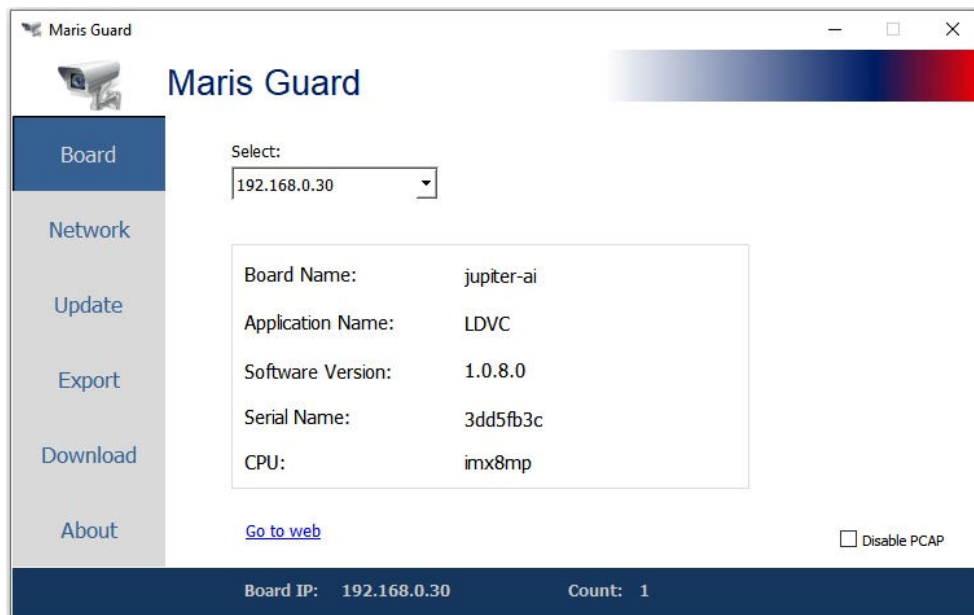 Maris Guard
Maris Guard
Board
Network
Update
Export
Download
About
Select:
192.168.0.30
Board Name: jupiter-ai
Application Name: LDVC
Software Version: 1.0.8.0
Serial Name: 3dd5fb3c
CPU: imx8mp
Go to web
Disable PCAP
Board IP: 192.168.0.30 Count: 1